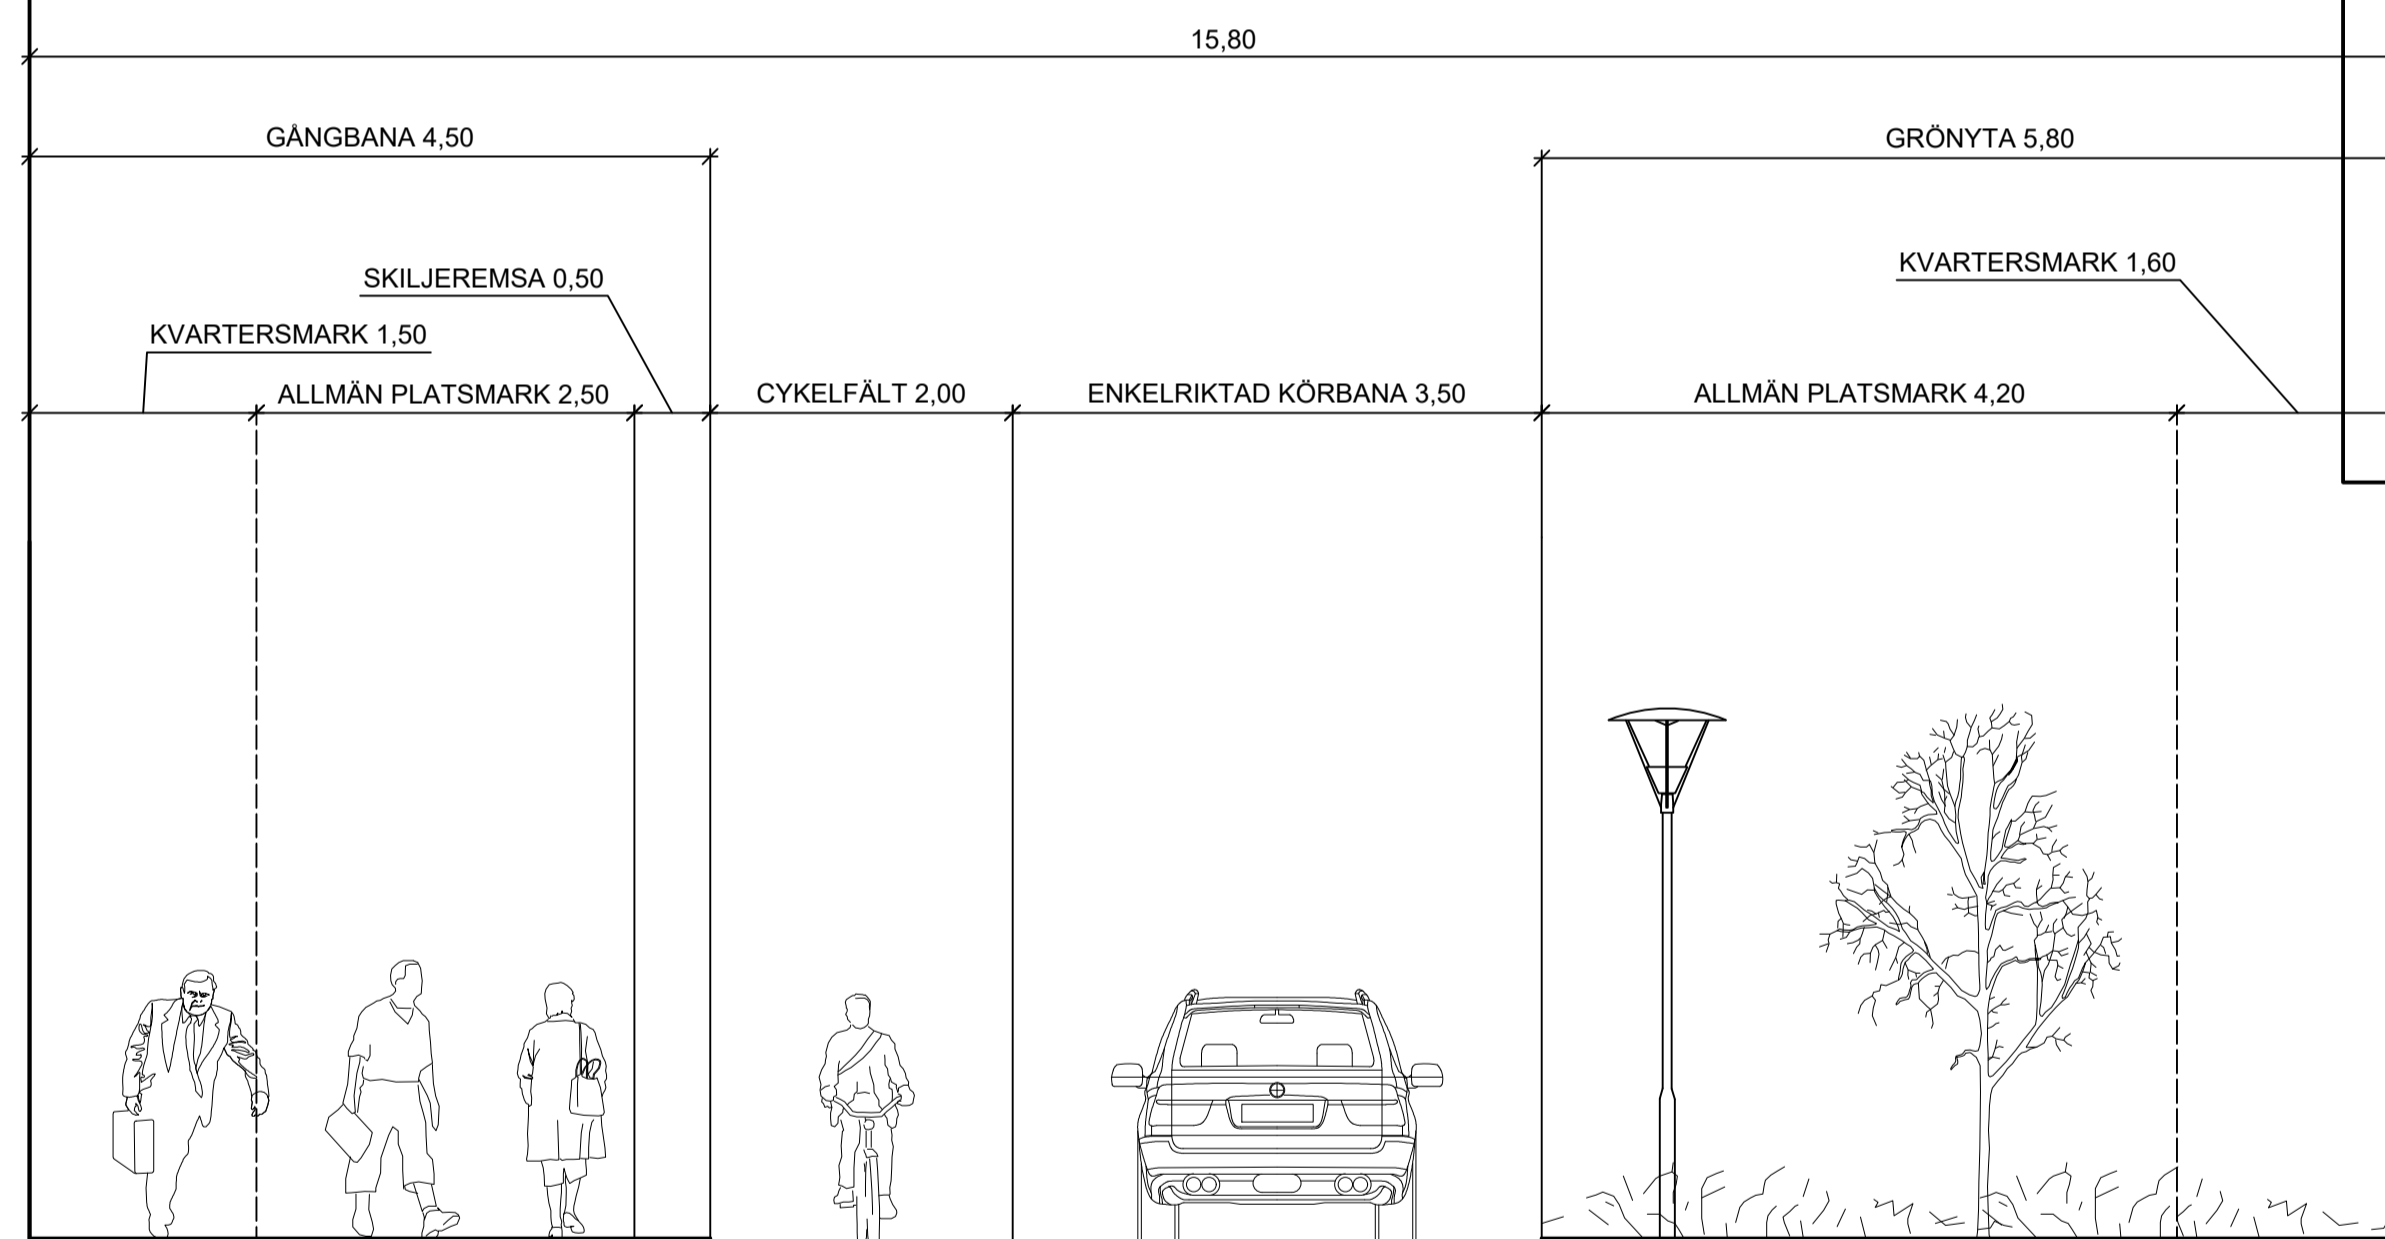 15,80
GÅNGBANA 4,50
GRÖNYTA 5,80
SKILJEREMSA 0,50
KVARTERSMARK 1,60
KVARTERSMARK 1,50
ALLMÄN PLATSMARK 2,50
CYKELFÄLT 2,00
ENKELRIKTAD KÖRBANA 3,50
ALLMÄN PLATSMARK 4,20